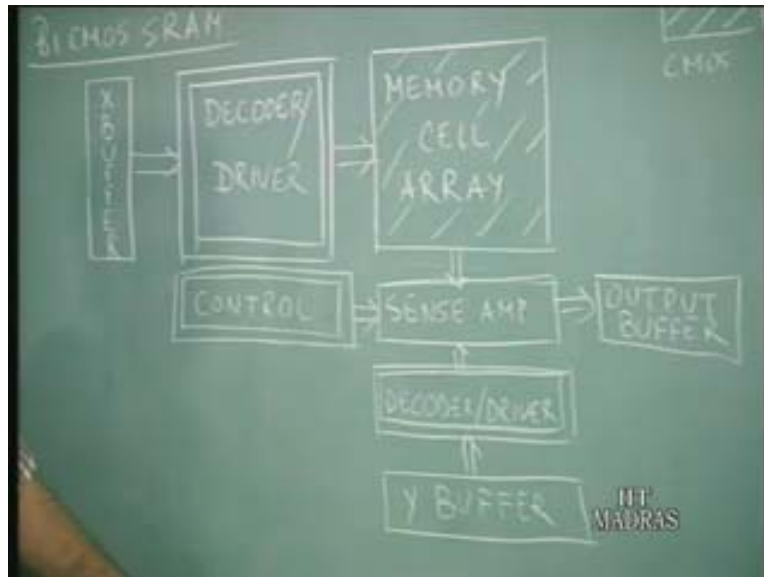 BICMOS SRAM
CMOS
X BUFFER
DECODER/
DRIVER
MEMORY
CELL
ARRAY
CONTROL
SENSE AMP
OUTPUT
BUFFER
DECODER/DRIVER
Y BUFFER
IIT
MADRAS